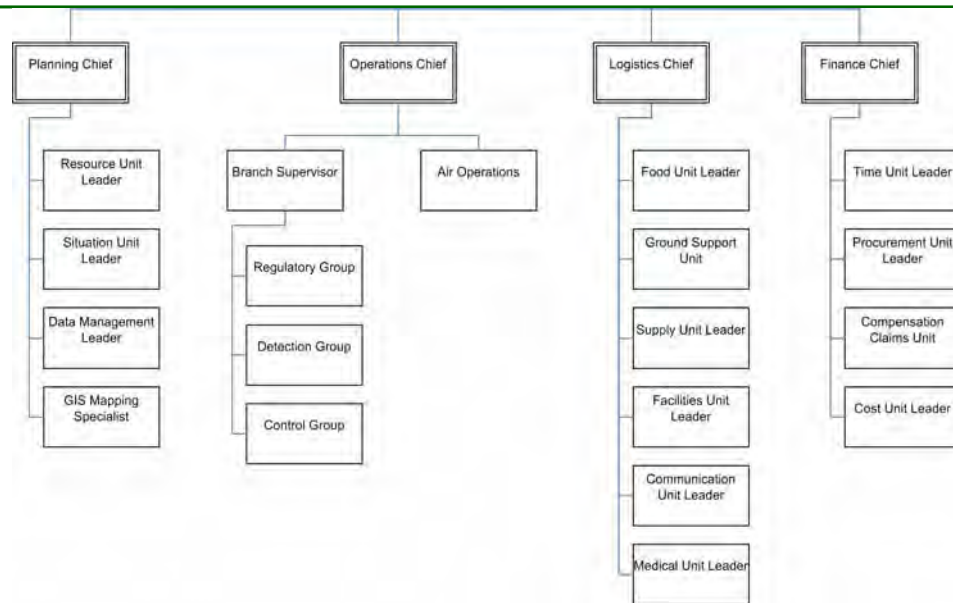 Planning Chief
Operations Chief
Logistics Chief
Finance Chief
Resource Unit
Leader
Situation Unit
Leader
Data Management
Leader
GIS Mapping
Specialist
Branch Supervisor
Air Operations
Regulatory Group
Detection Group
Control Group
Food Unit Leader
Ground Support
Unit
Supply Unit Leader
Facilities Unit
Leader
Communication
Unit Leader
Medical Unit Leader
Time Unit Leader
Procurement Unit
Leader
Compensation
Claims Unit
Cost Unit Leader